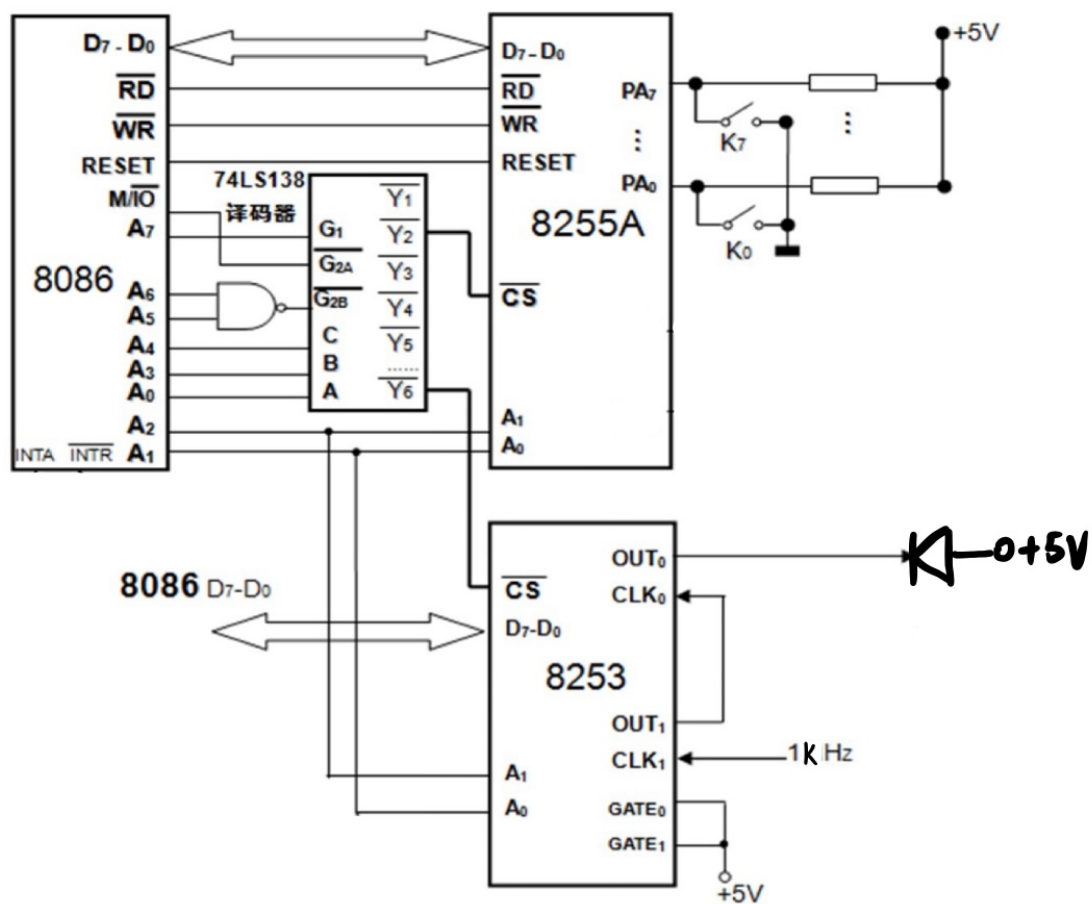 D7 - D0
RD
WR
RESET
M/IO
A7
8086
A6
A5
A4
A3
A0
A2
INTA INTR A1
74LS138
译码器
G1
G2A
G2B
C
B
A
Y1
Y2
Y3
Y4
Y5
......
Y6
D7 - D0
RD
WR
RESET
8255A
CS
A1
A0
PA7
⋮
PA0
K7
K0
⋮
+5V
8086 D7-D0
CS
D7-D0
8253
A1
A0
OUT0
CLK0
OUT1
CLK1
GATE0
GATE1
0+5V
1K Hz
+5V